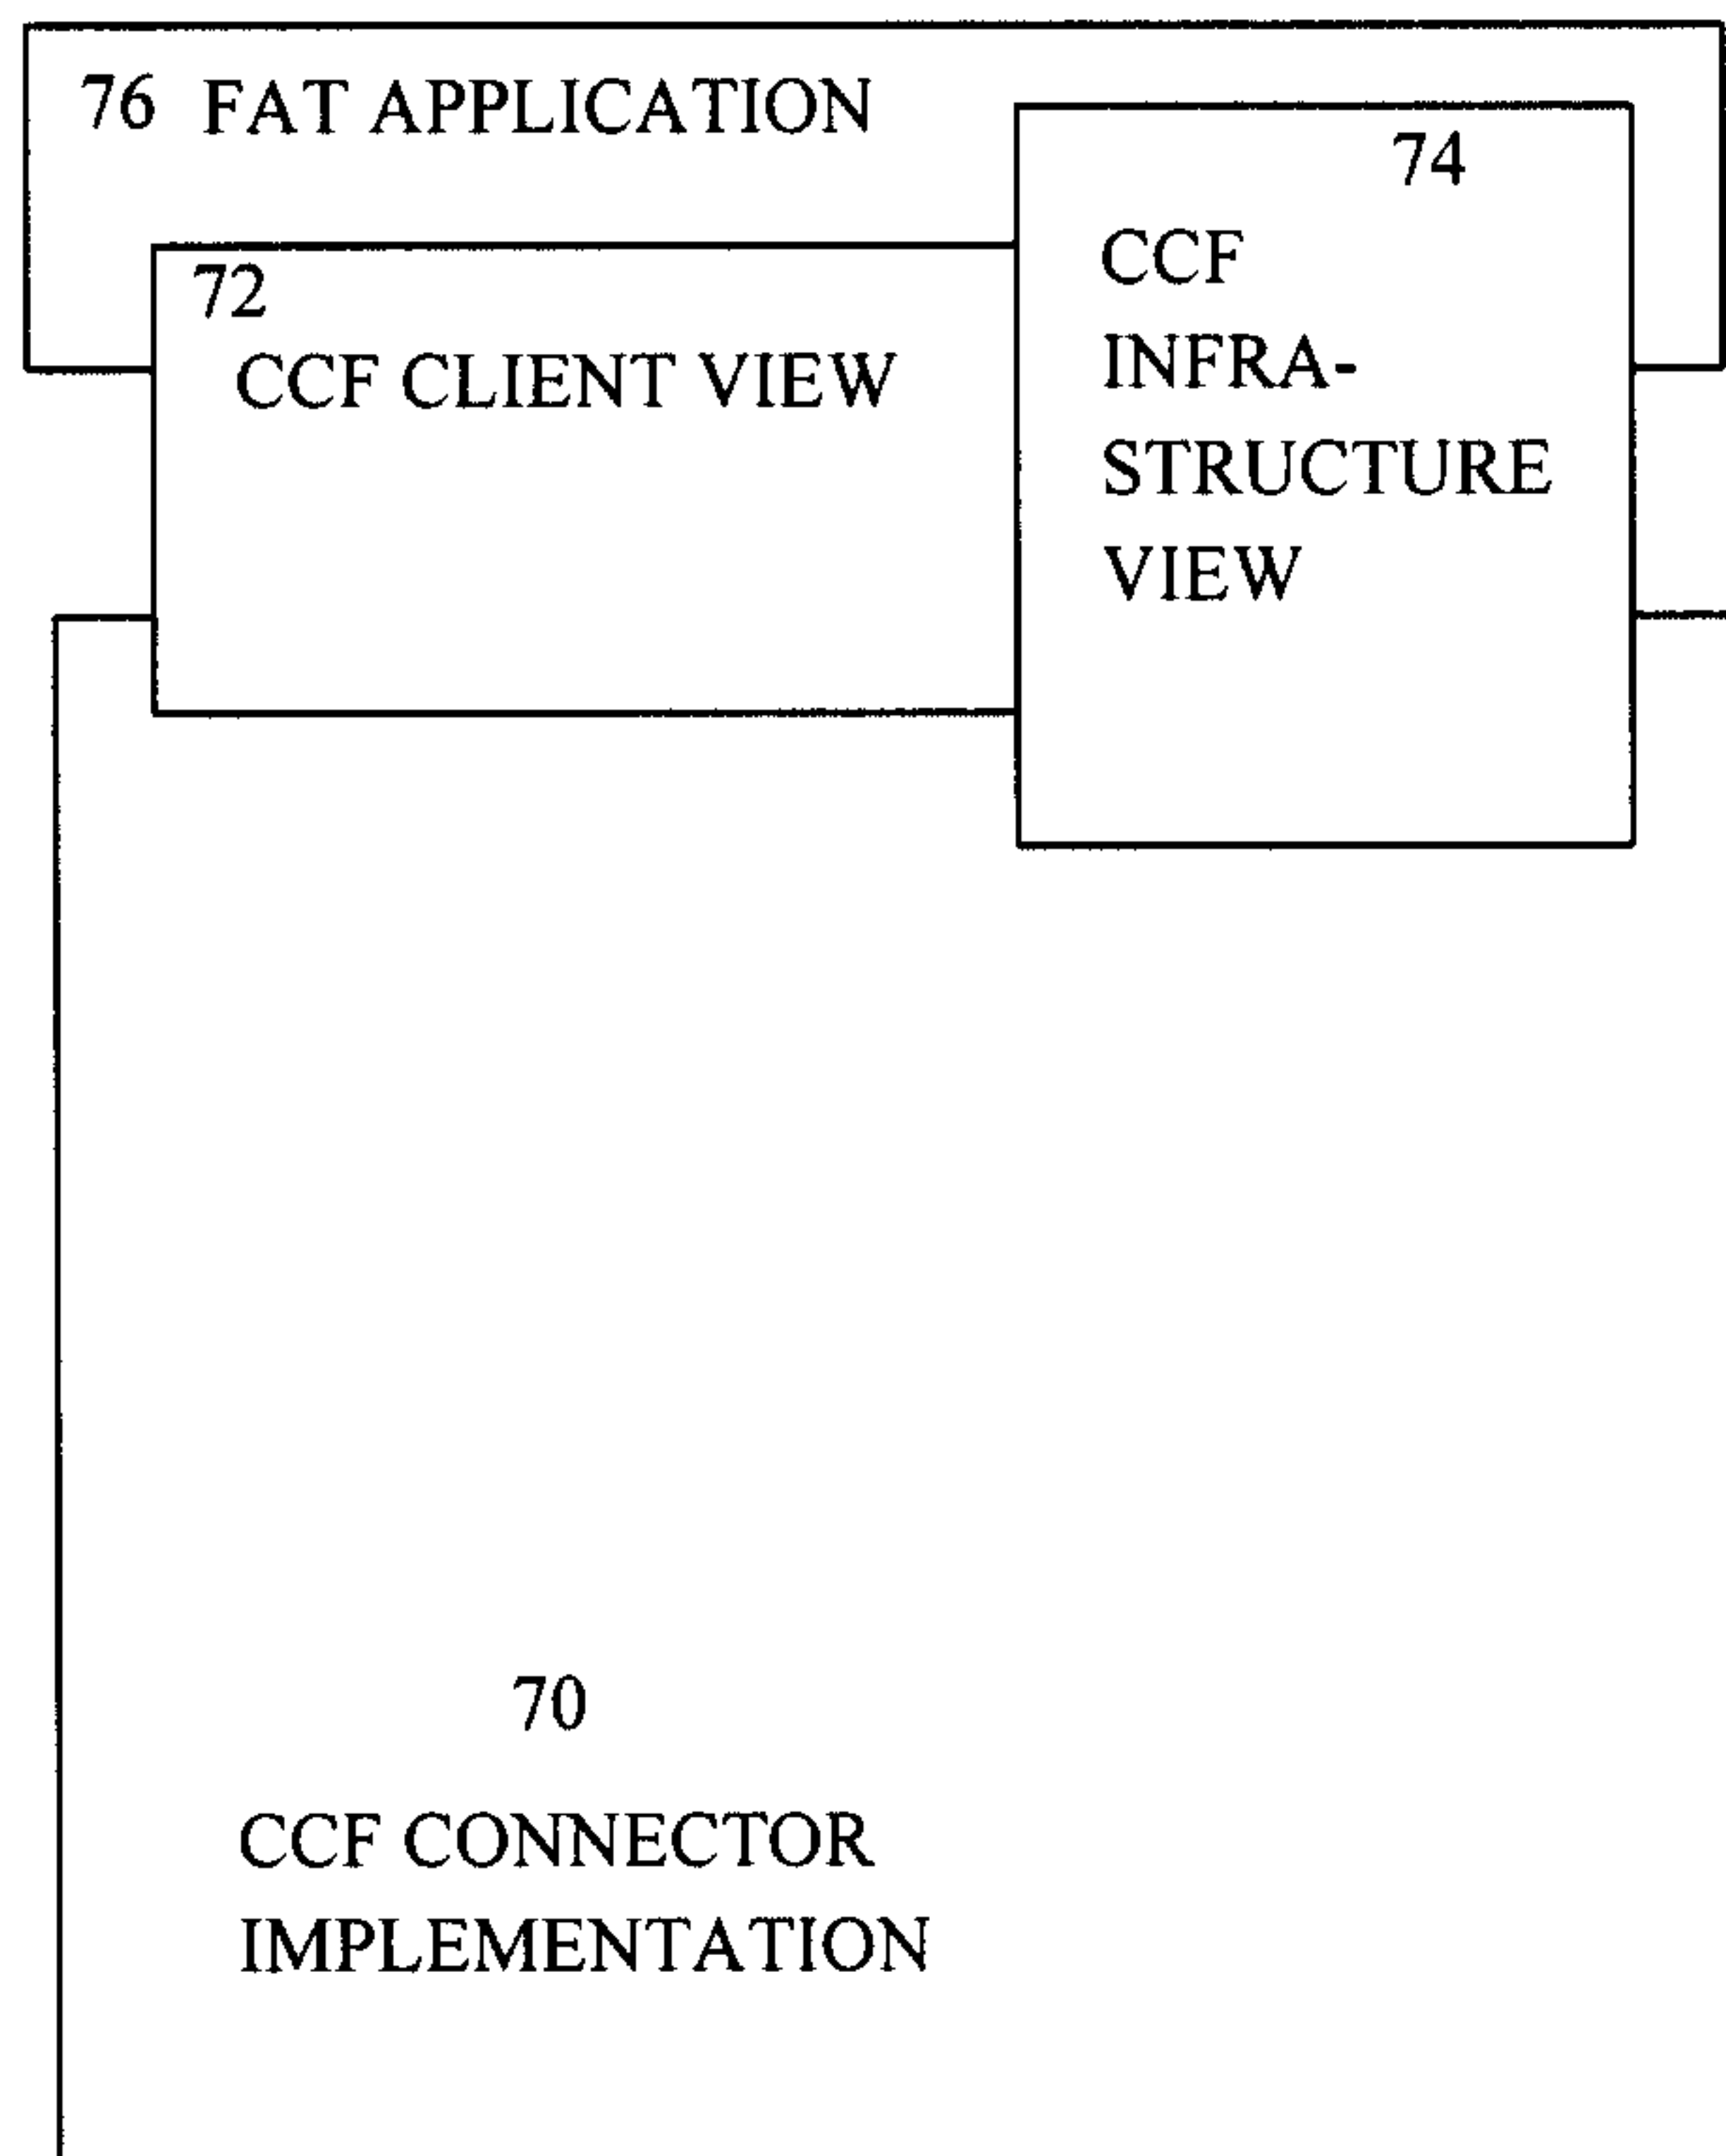 76 FAT APPLICATION
74
72
CCF CLIENT VIEW
CCF
INFRA-
STRUCTURE
VIEW
70
CCF CONNECTOR
IMPLEMENTATION